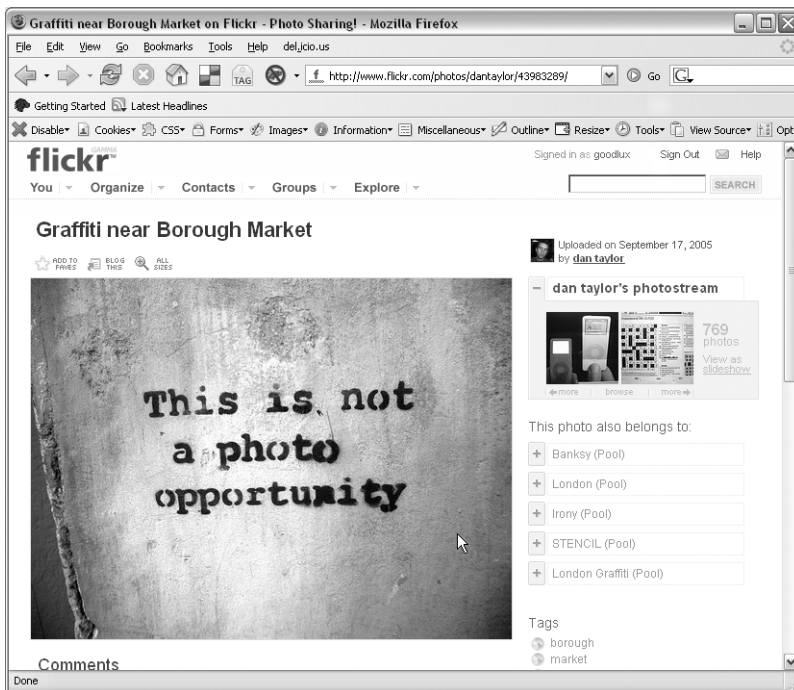 Graffiti near Borough Market on Flickr - Photo Sharing! - Mozilla Firefox
File Edit View Go Bookmarks Tools Help del.icio.us
TAG f http://www.flickr.com/photos/dantaylor/43983289/ Go G
Getting Started Latest Headlines
Disable Cookies CSS Forms Images Information Miscellaneous Outline Resize Tools View Source Opt
flickr GAMMA
Signed in as goodlux Sign Out Help
You Organize Contacts Groups Explore
SEARCH
Graffiti near Borough Market
ADD TO FAVES BLOG THIS ALL SIZES
This is not
a photo
opportunity
Comments
Uploaded on September 17, 2005
by dan taylor
dan taylor's photostream
769
photos
View as
slideshow
more browse more
This photo also belongs to:
Banksy (Pool)
London (Pool)
Irony (Pool)
STENCIL (Pool)
London Graffiti (Pool)
Tags
borough
market
Done